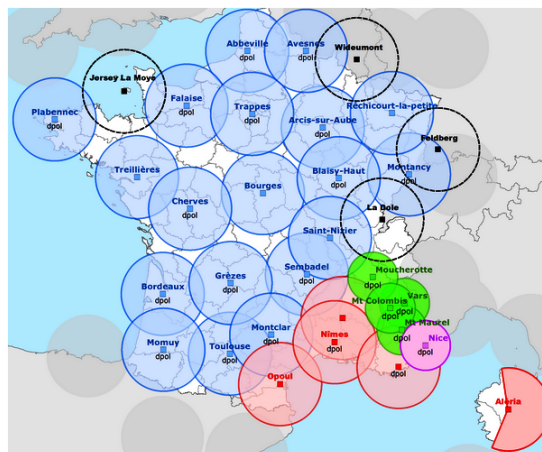 Abbeville
dpol
Avesnes
dpol
Wideumont
Jersey La Moye
Plabennec
dpol
Falaise
dpol
Trappes
dpol
Arcis-sur-Aube
dpol
Réchicourt-la-petite
dpol
Feldberg
Treillières
dpol
Cherves
dpol
Bourges
dpol
Blaisy-Haut
dpol
Montancy
dpol
La Dole
Saint-Nizier
dpol
Grèzes
dpol
Sembadel
dpol
Moucherotte
dpol
Bordeaux
dpol
Mt Colombis
dpol
Vars
dpol
Momuy
dpol
Toulouse
dpol
Montclar
dpol
Nîmes
dpol
Mt Maurel
dpol
Nice
dpol
Opoul
dpol
Aléria